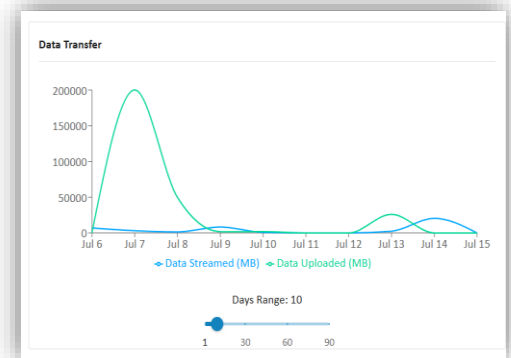 Data Transfer
200000
150000
100000
50000
0
Jul 6 Jul 7 Jul 8 Jul 9 Jul 10 Jul 11 Jul 12 Jul 13 Jul 14 Jul 15
Data Streamed (MB) Data Uploaded (MB)
Days Range: 10
1 30 60 90